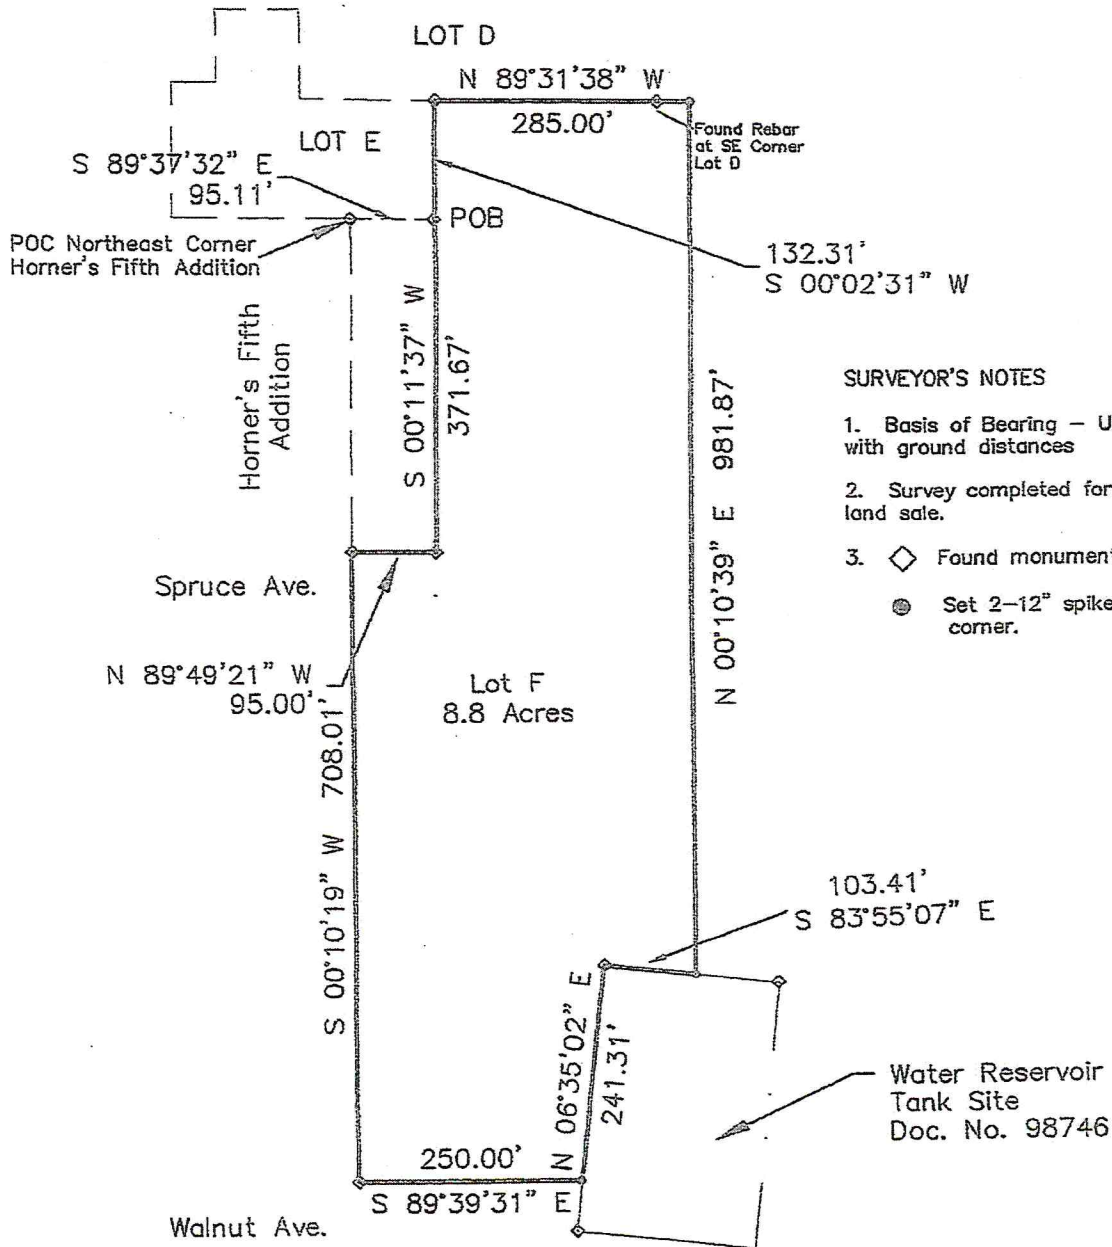 LOT D
N 89°31'38" W
285.00'
Found Rebar
at SE Corner
Lot D
LOT E
S 89°37'32" E
95.11'
POB
POC Northeast Corner
Horner's Fifth Addition
132.31'
S 00°02'31" W
Horner's Fifth
Addition
S 00°11'37" W
371.67'
N 00°10'39" E 981.87'
SURVEYOR'S NOTES
1. Basis of Bearing – U
with ground distances
2. Survey completed for
land sale.
3. Found monument
Set 2–12" spike
corner.
Spruce Ave.
N 89°49'21" W
95.00'
Lot F
8.8 Acres
S 00°10'19" W 708.01'
103.41'
S 83°55'07" E
N 06°35'02" E
241.31'
Water Reservoir
Tank Site
Doc. No. 98746
250.00'
S 89°39'31" E
Walnut Ave.